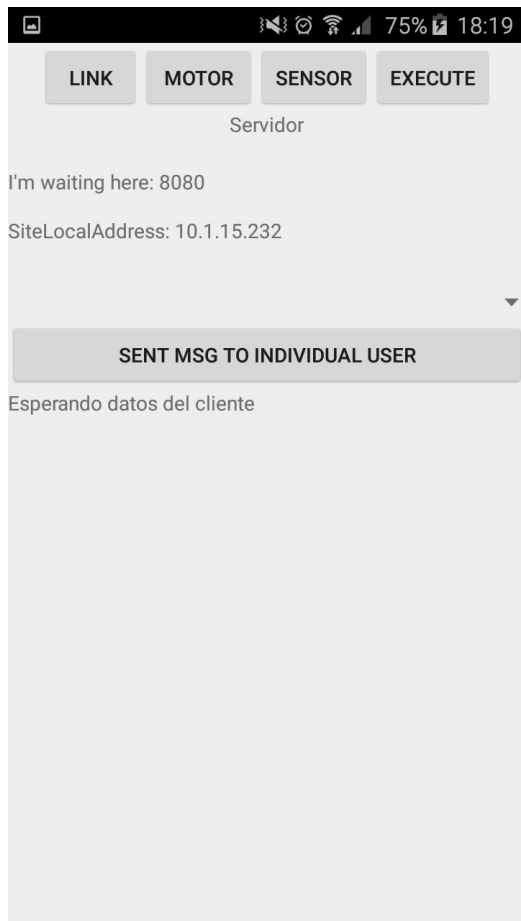 75% 18:19
LINK MOTOR SENSOR EXECUTE
Servidor
I'm waiting here: 8080
SiteLocalAddress: 10.1.15.232
SENT MSG TO INDIVIDUAL USER
Esperando datos del cliente